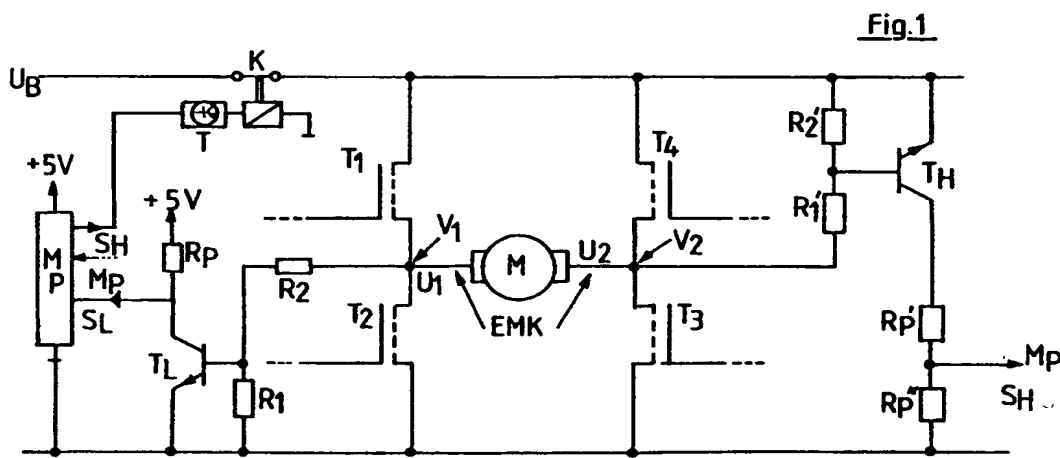 Fig.1
K
UB
T
T1
T4
R2'
TH
+5V
+5V
R1'
MP
SH
RP
MP
SL
V1
V2
R2
U1
M
U2
T2
EMK
T3
TL
R1
RP'
RP"
MP
SH